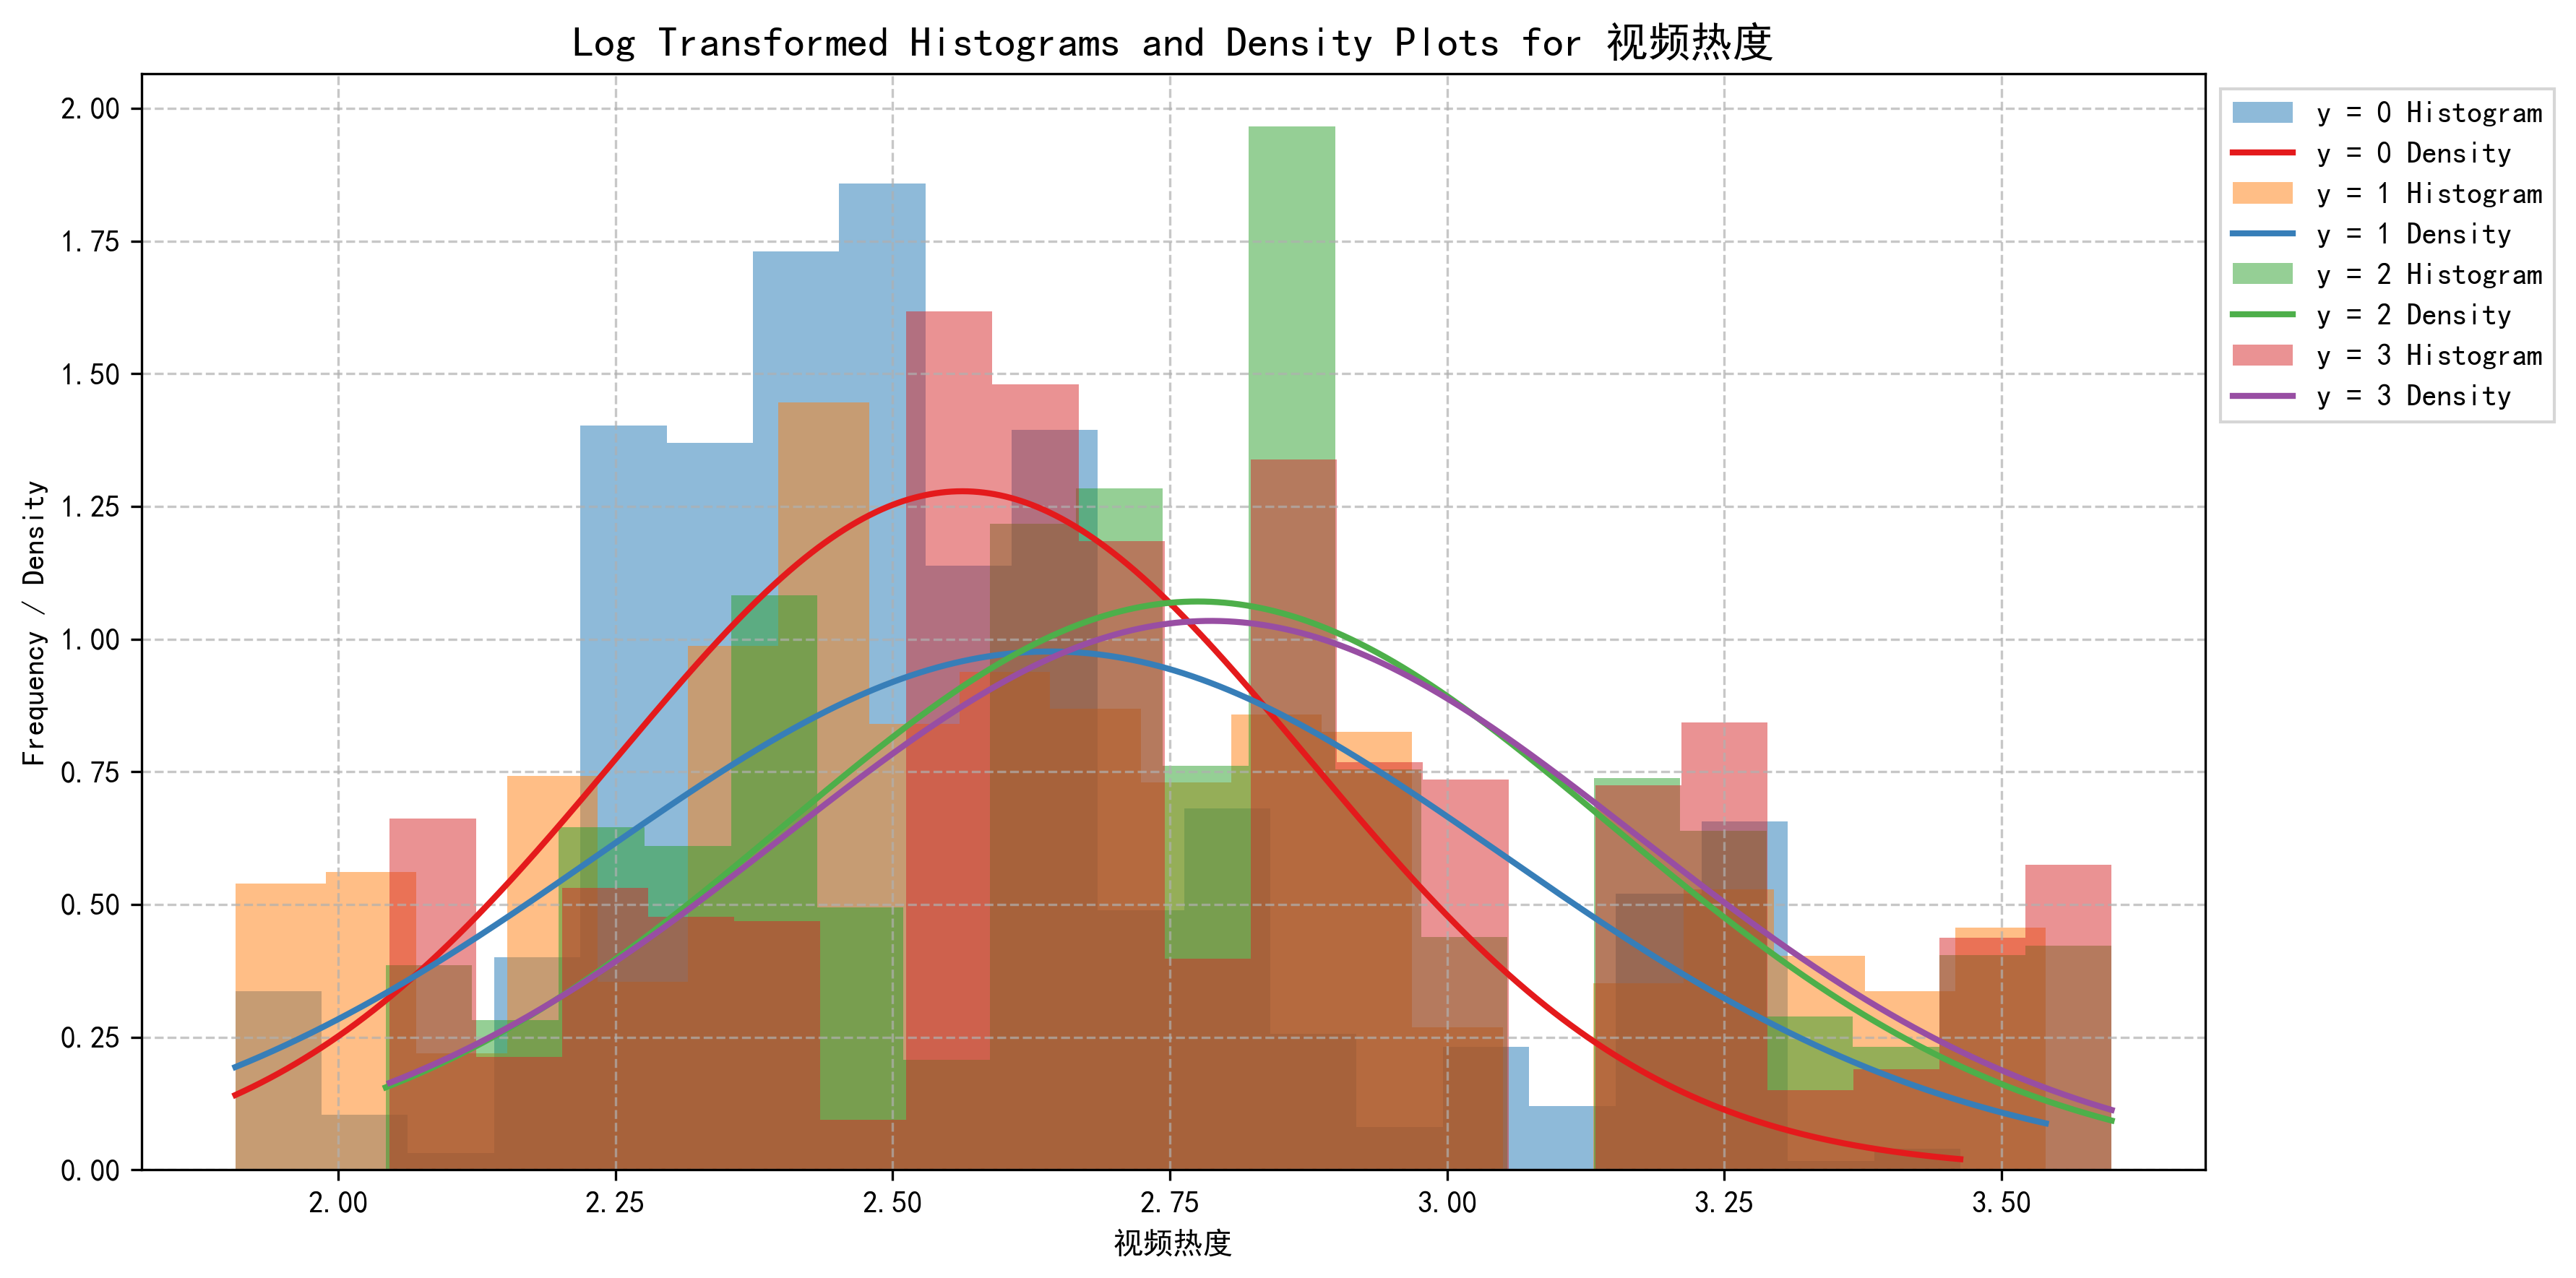 Log Transformed Histograms and Density Plots for 视频热度
2.00
1.75
1.50
1.25
1.00
0.75
0.50
0.25
0.00
Frequency / Density
2.00 2.25 2.50 2.75 3.00 3.25 3.50
视频热度
y = 0 Histogram
y = 0 Density
y = 1 Histogram
y = 1 Density
y = 2 Histogram
y = 2 Density
y = 3 Histogram
y = 3 Density